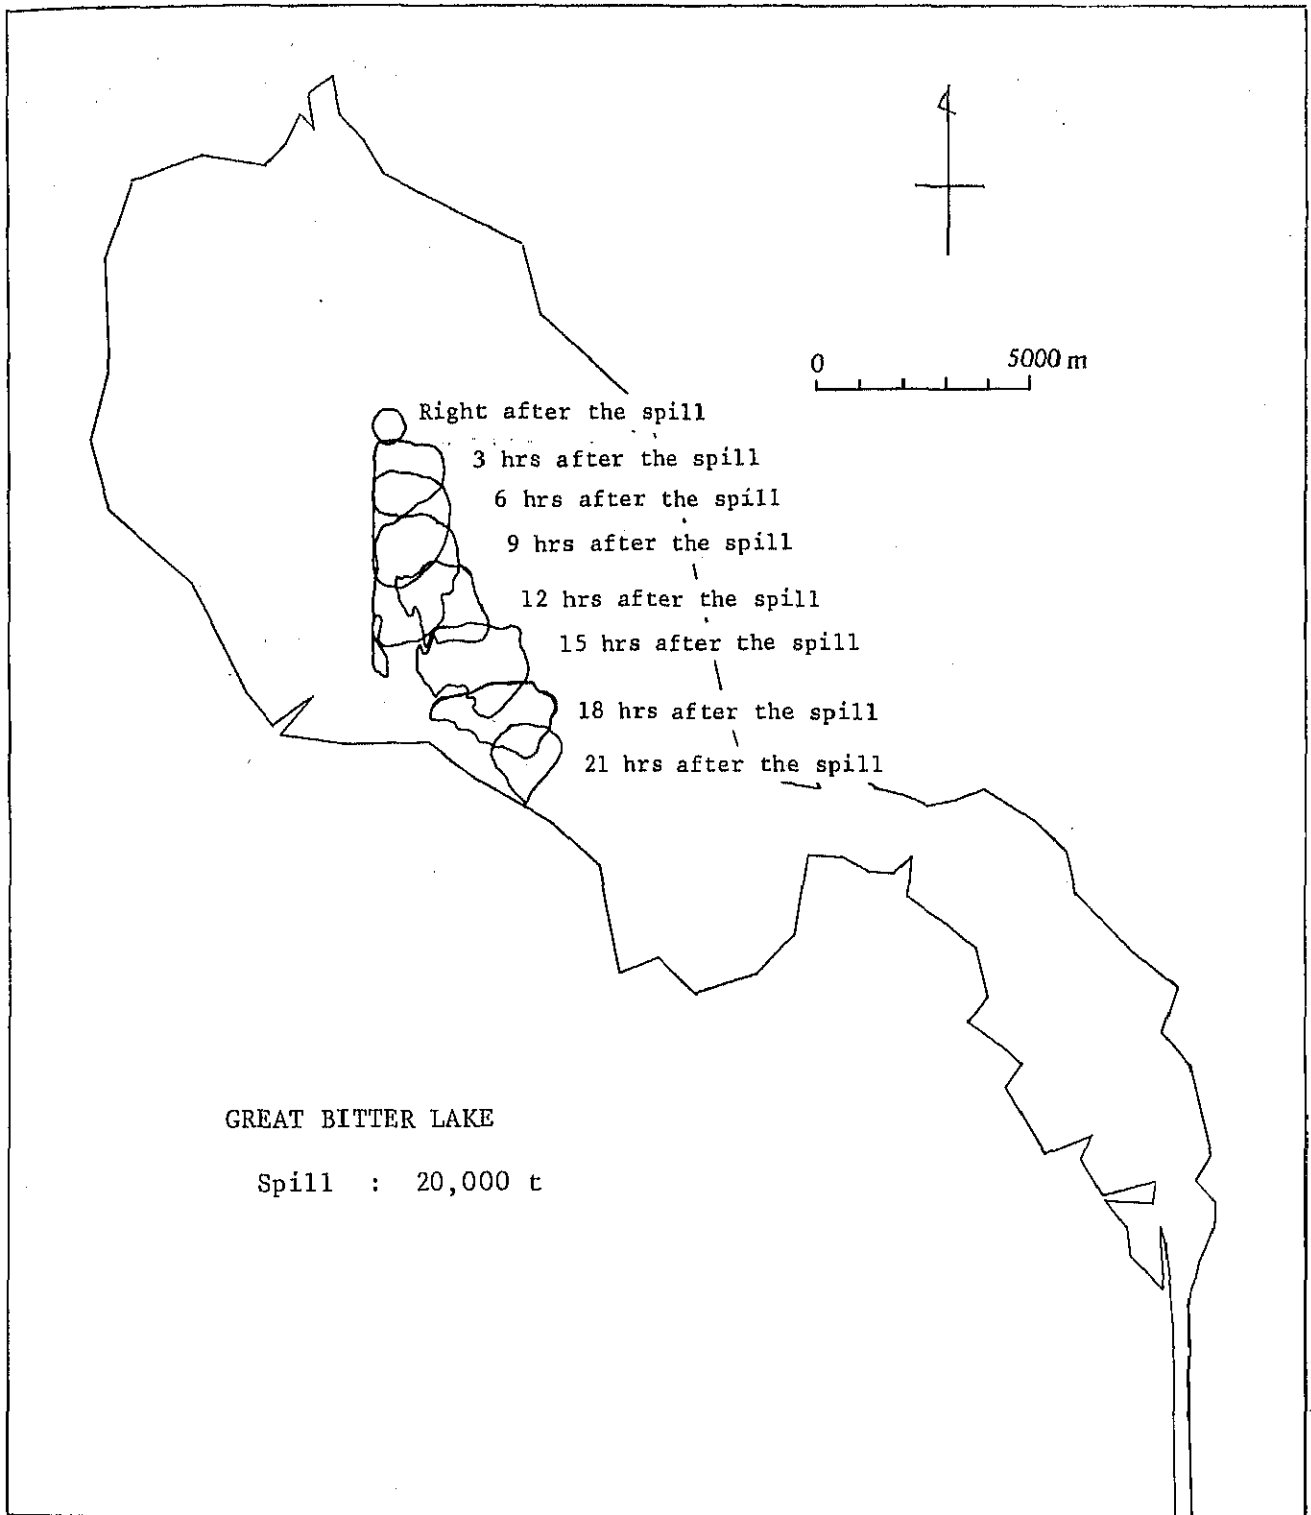 0 5000 m
Right after the spill
3 hrs after the spill
6 hrs after the spill
9 hrs after the spill
12 hrs after the spill
15 hrs after the spill
18 hrs after the spill
21 hrs after the spill
GREAT BITTER LAKE
Spill : 20,000 t